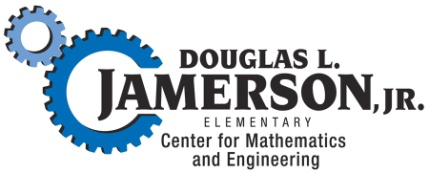 DOUGLAS L.
JAMERSON, JR.
ELEMENTARY
Center for Mathematics
and Engineering